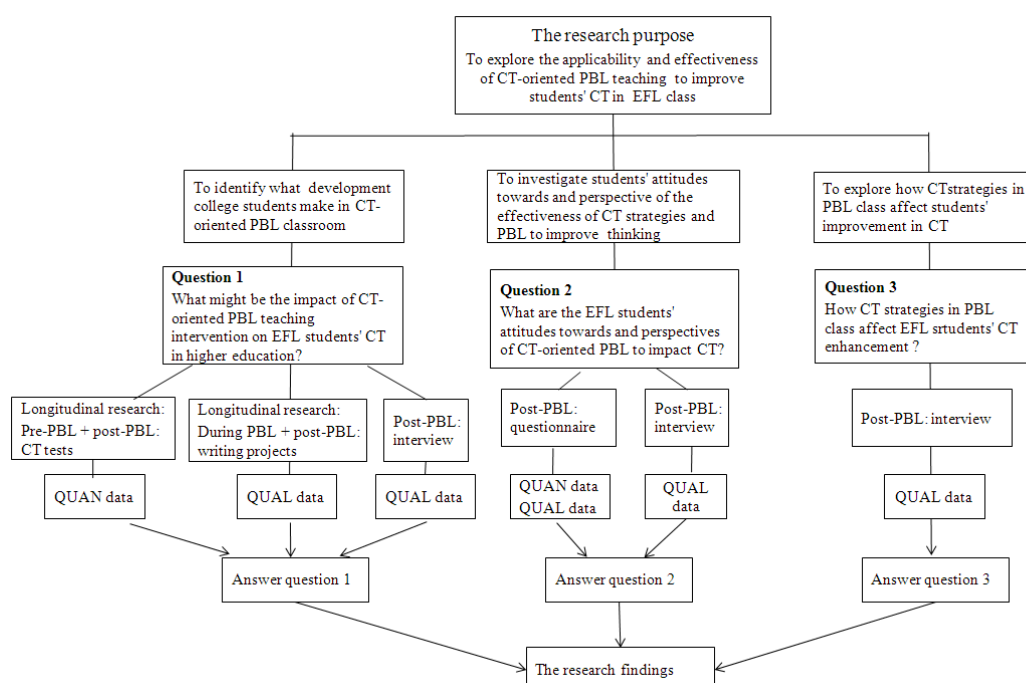 The research purpose
To explore the applicability and effectiveness
of CT-oriented PBL teaching to improve
students' CT in EFL class
To identify what development
college students make in CT-
oriented PBL classroom
To investigate students' attitudes
towards and perspective of the
effectiveness of CT strategies and
PBL to improve thinking
To explore how CTstrategies in
PBL class affect students'
improvement in CT
Question 1
What might be the impact of CT-
oriented PBL teaching
intervention on EFL students' CT
in higher education?
Question 2
What are the EFL students'
attitudes towards and perspectives
of CT-oriented PBL to impact CT?
Question 3
How CT strategies in PBL
class affect EFL srtudents' CT
enhancement ?
Longitudinal research:
Pre-PBL + post-PBL:
CT tests
Longitudinal research:
During PBL + post-PBL:
writing projects
Post-PBL:
interview
Post-PBL:
questionnaire
Post-PBL:
interview
Post-PBL: interview
QUAN data
QUAL data
QUAL data
QUAN data
QUAL data
QUAL
data
QUAL data
Answer question 1
Answer question 2
Answer question 3
The research findings